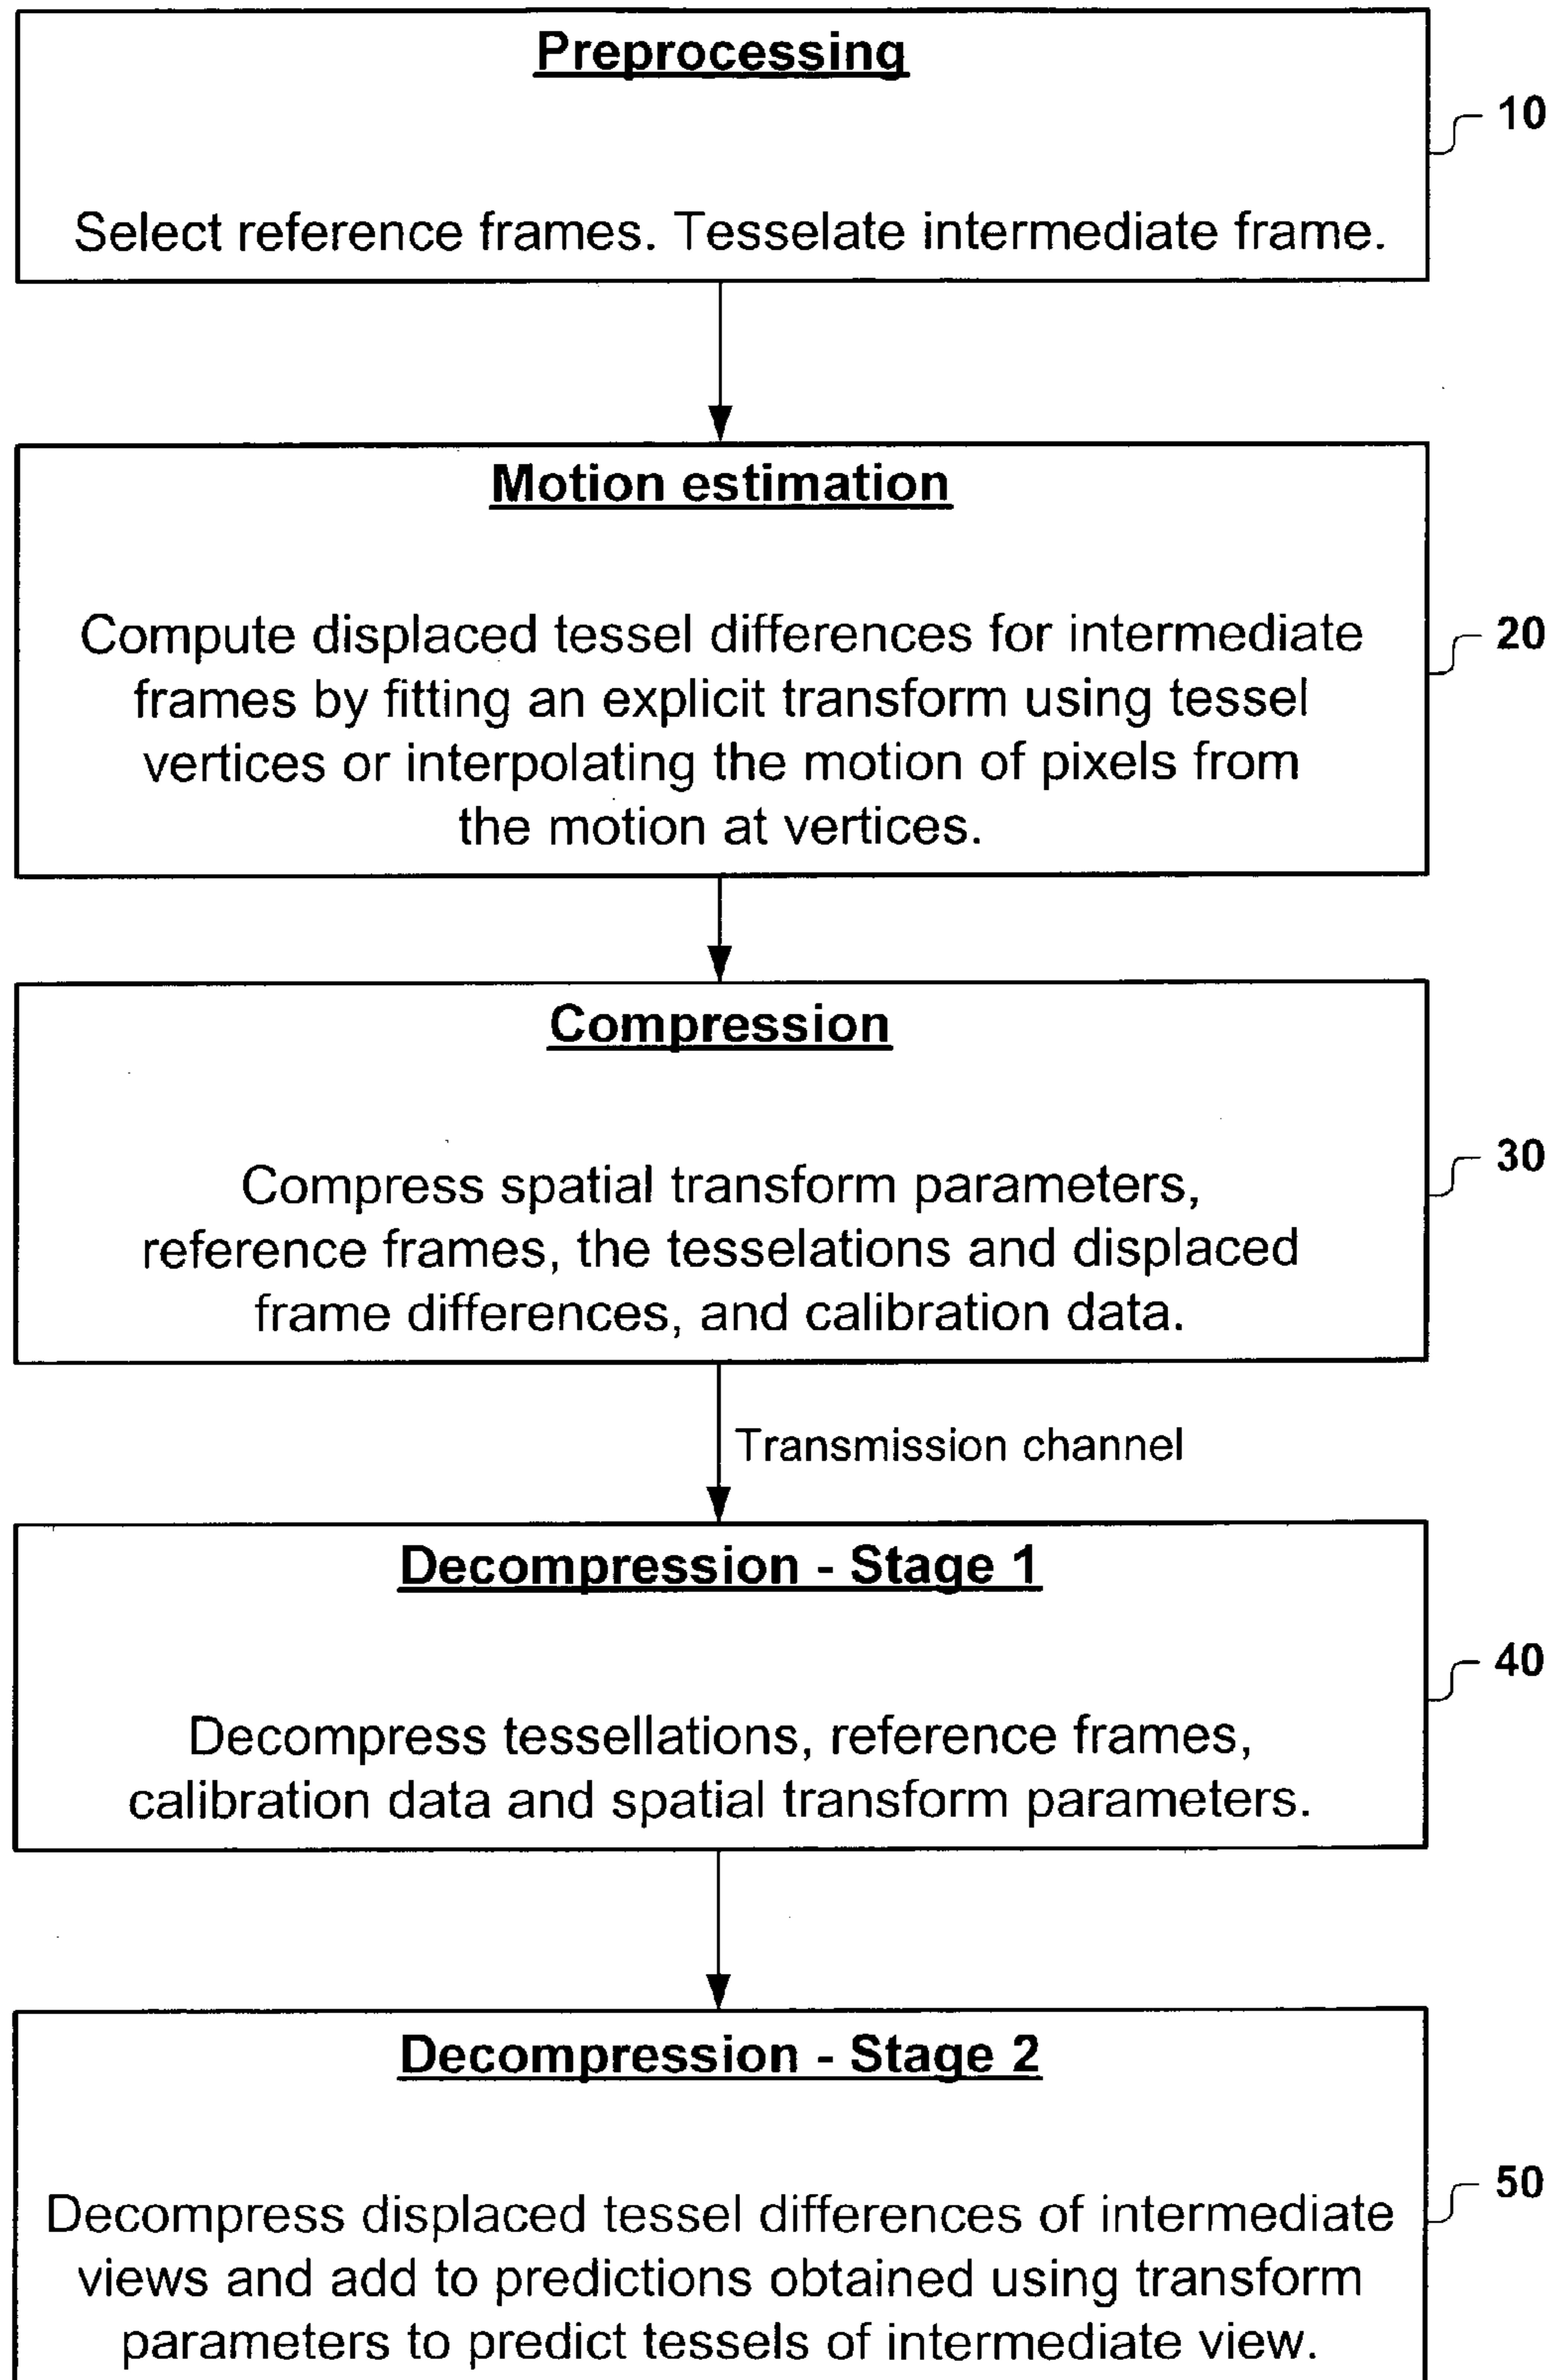 Preprocessing
10
Select reference frames. Tesselate intermediate frame.
Motion estimation
20
Compute displaced tessel differences for intermediate
frames by fitting an explicit transform using tessel
vertices or interpolating the motion of pixels from
the motion at vertices.
Compression
30
Compress spatial transform parameters,
reference frames, the tesselations and displaced
frame differences, and calibration data.
Transmission channel
Decompression - Stage 1
40
Decompress tessellations, reference frames,
calibration data and spatial transform parameters.
Decompression - Stage 2
50
Decompress displaced tessel differences of intermediate
views and add to predictions obtained using transform
parameters to predict tessels of intermediate view.